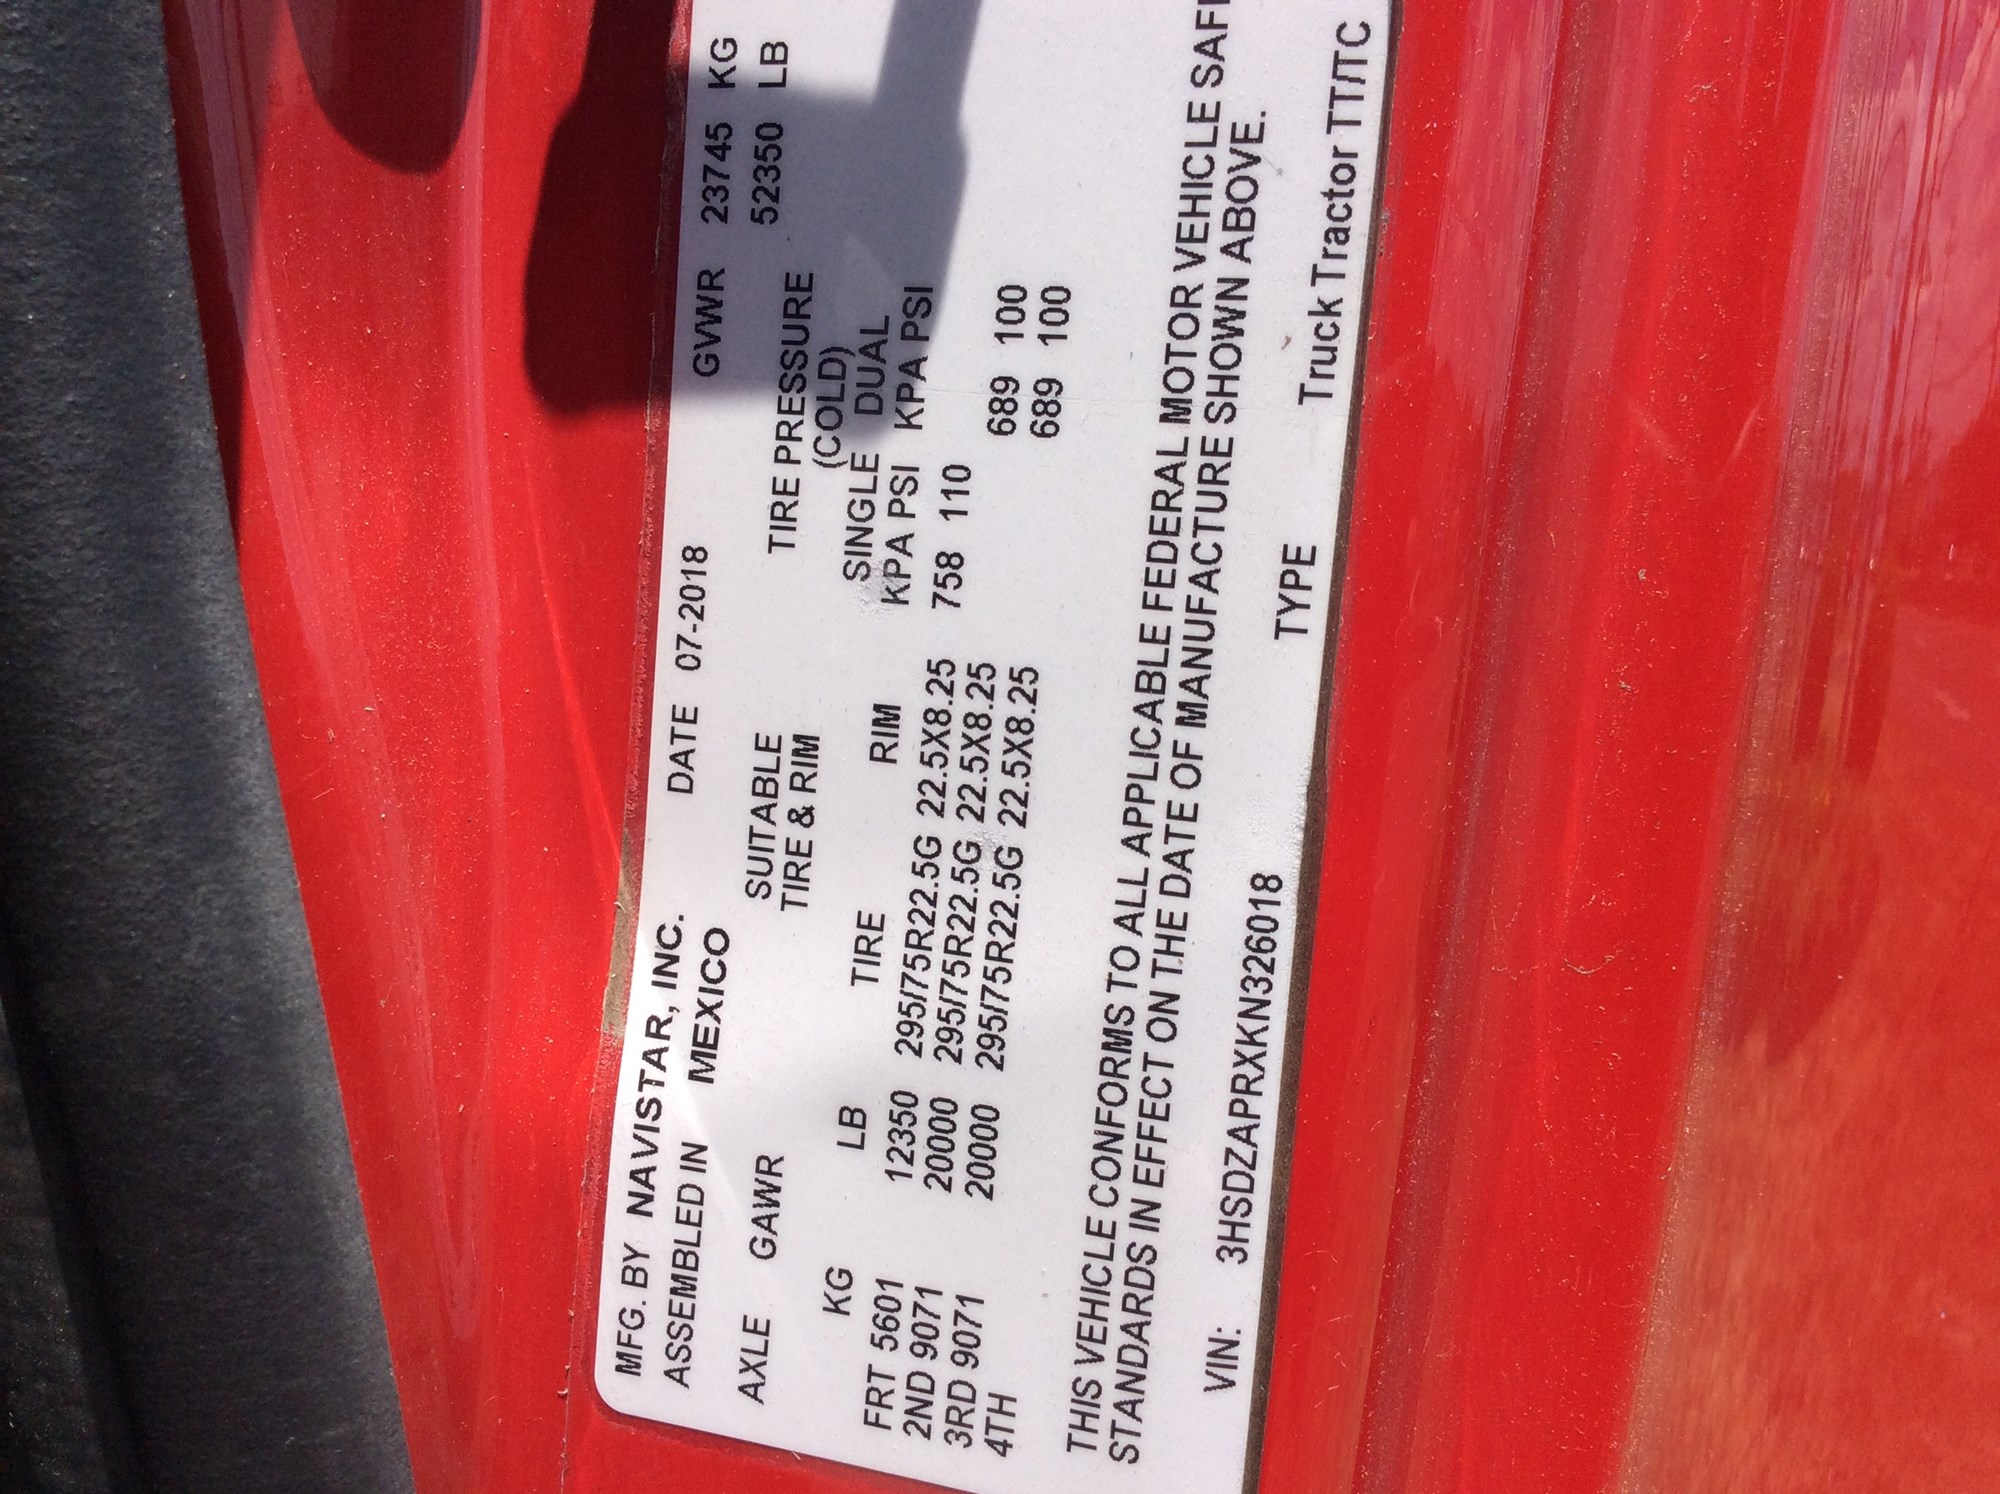 MFG. BY NAVISTAR, INC. DATE 07-2018 GVWR 23745 KG
ASSEMBLED IN MEXICO 52350 LB
AXLE GAWR SUITABLE TIRE PRESSURE
TIRE & RIM (COLD)
SINGLE DUAL
KG LB TIRE RIM KPA PSI KPA PSI
FRT 5601 12350 295/75R22.5G 22.5X8.25 758 110
2ND 9071 20000 295/75R22.5G 22.5X8.25 689 100
3RD 9071 20000 295/75R22.5G 22.5X8.25 689 100
4TH
THIS VEHICLE CONFORMS TO ALL APPLICABLE FEDERAL MOTOR VEHICLE
STANDARDS IN EFFECT ON THE DATE OF MANUFACTURE SHOWN ABOVE.
VIN: 3HSDZAPRXKN326018 TYPE Truck Tractor TT/TC